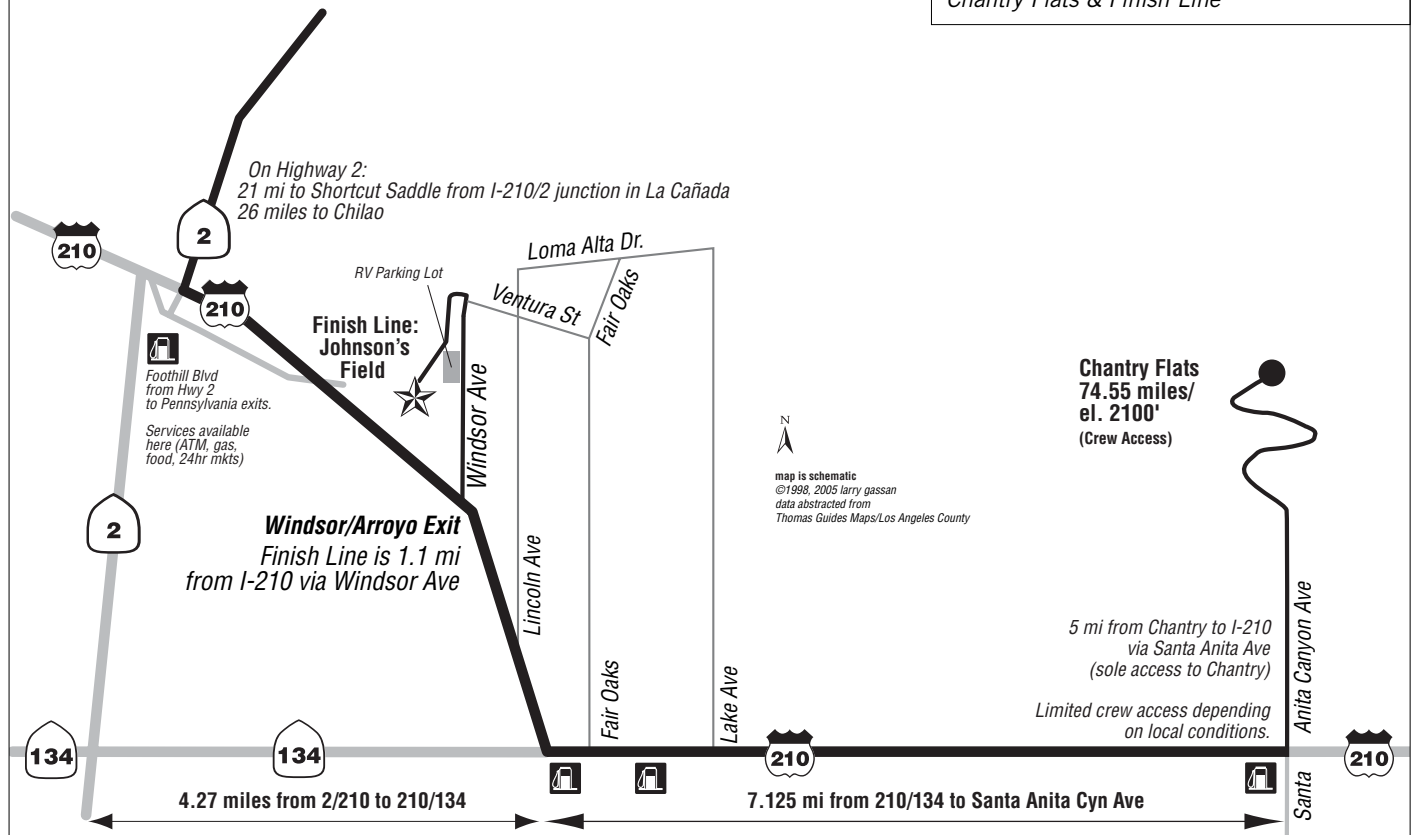 Chantry Flats & Finish Line
On Highway 2:
21 mi to Shortcut Saddle from I-210/2 junction in La Cañada
26 miles to Chilao
2
210
210
Loma Alta Dr.
RV Parking Lot
Ventura St
Fair Oaks
Finish Line:
Johnson's
Field
Foothill Blvd
from Hwy 2
to Pennsylvania exits.
Services available
here (ATM, gas,
food, 24hr mkts)
Windsor Ave
Chantry Flats
74.55 miles/
el. 2100'
(Crew Access)
N
map is schematic
©1998, 2005 larry gassan
data abstracted from
Thomas Guides Maps/Los Angeles County
2
Windsor/Arroyo Exit
Finish Line is 1.1 mi
from I-210 via Windsor Ave
Lincoln Ave
Fair Oaks
Lake Ave
5 mi from Chantry to I-210
via Santa Anita Ave
(sole access to Chantry)
Limited crew access depending
on local conditions.
Santa Anita Canyon Ave
134
134
210
210
4.27 miles from 2/210 to 210/134
7.125 mi from 210/134 to Santa Anita Cyn Ave